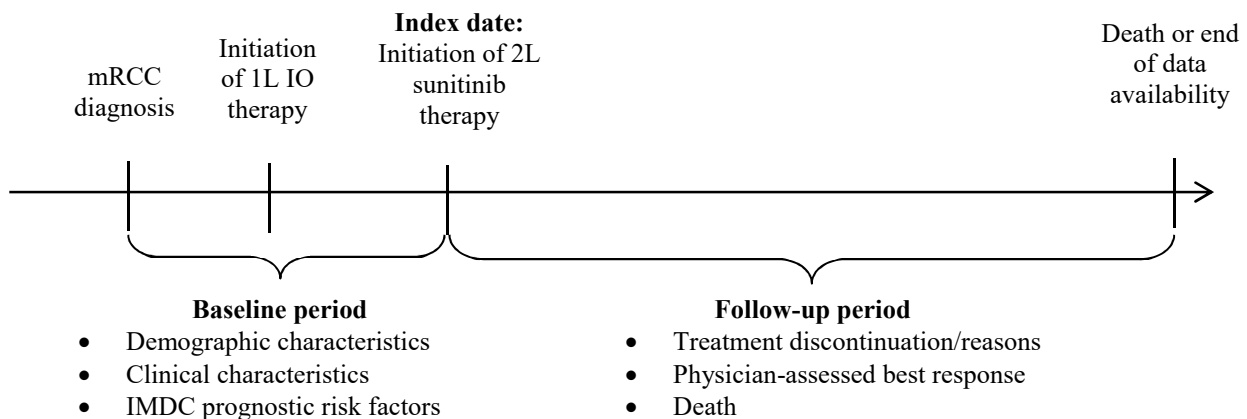 mRCC
diagnosis
Initiation
of 1L IO
therapy
Index date:
Initiation of 2L
sunitinib
therapy
Death or end
of data
availability
Baseline period
• Demographic characteristics
• Clinical characteristics
• IMDC prognostic risk factors
Follow-up period
• Treatment discontinuation/reasons
• Physician-assessed best response
• Death